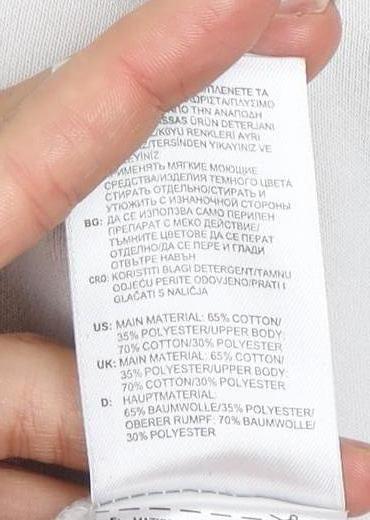 ΠΛΕΝΕΤΕ ΤΑ
ΧΩΡΙΣΤΑ/ΠΛΥΣΙΜΟ
ΑΠΟ ΤΗΝ ΑΝΑΠΟΔΗ
ÜRÜN DETERJANI
KOYU RENKLERİ AYRI
TERSİNDEN YIKAYINIZ VE
ПРИМЕНЯТЬ МЯГКИЕ МОЮЩИЕ
СРЕДСТВА/ИЗДЕЛИЯ ТЕМНОГО ЦВЕТА
СТИРАТЬ ОТДЕЛЬНО/СТИРАТЬ И
УТЮЖИТЬ С ИЗНАНОЧНОЙ СТОРОНЫ
BG: ДА СЕ ИЗПОЛЗВА САМО ПЕРИЛЕН
ПРЕПАРАТ С МЕКО ДЕЙСТВИЕ/
ТЪМНИТЕ ЦВЕТОВЕ ДА СЕ ПЕРАТ
ОТДЕЛНО/ДА СЕ ПЕРЕ И ГЛАДИ
ОТВЪТРЕ НАВЪН
CRO: KORISTITI BLAGI DETERGENT/TAMNU
ODJEĆU PERITE ODVOJENO/PRATI I
GLAČATI S NALIČJA
US: MAIN MATERIAL: 65% COTTON/
35% POLYESTER/UPPER BODY:
70% COTTON/30% POLYESTER
UK: MAIN MATERIAL: 65% COTTON/
35% POLYESTER/UPPER BODY:
70% COTTON/30% POLYESTER
D: HAUPTMATERIAL:
65% BAUMWOLLE/35% POLYESTER/
OBERER RUMPF: 70% BAUMWOLLE/
30% POLYESTER